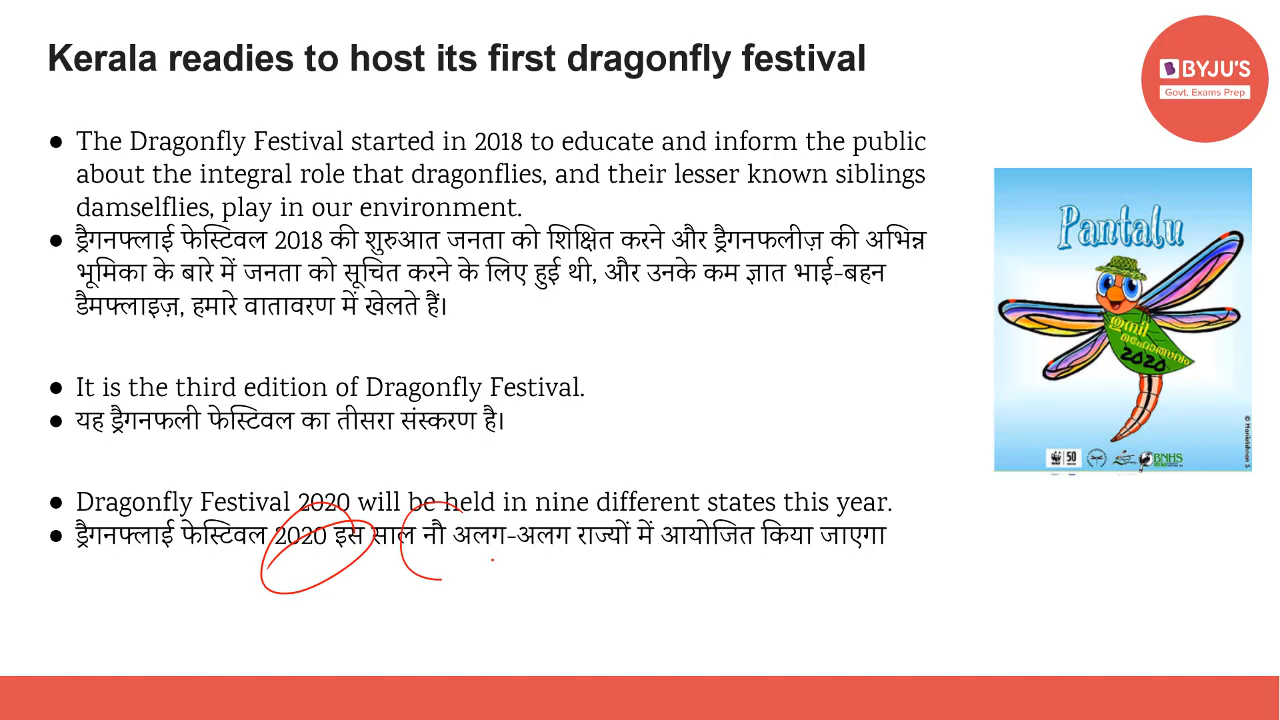 Kerala readies to host its first dragonfly festival
BYJU'S
Govt. Exams Prep
● The Dragonfly Festival started in 2018 to educate and inform the public
about the integral role that dragonflies, and their lesser known siblings
damselflies, play in our environment.
● ड्रैगनफ्लाई फेस्टिवल 2018 की शुरुआत जनता को शिक्षित करने और ड्रैगनफलीज़ की अभिन्न
भूमिका के बारे में जनता को सूचित करने के लिए हुई थी, और उनके कम ज्ञात भाई-बहन
डैमफ्लाइज़, हमारे वातावरण में खेलते हैं।
● It is the third edition of Dragonfly Festival.
● यह ड्रैगनफली फेस्टिवल का तीसरा संस्करण है।
● Dragonfly Festival 2020 will be held in nine different states this year.
● ड्रैगनफ्लाई फेस्टिवल 2020 इस साल नौ अलग-अलग राज्यों में आयोजित किया जाएगा
Pantalu
തുമ്പി
മഹോത്സവം
2020
WWF 50
BNHS